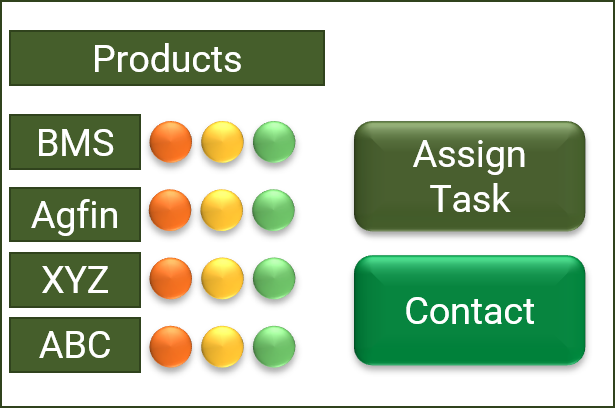 Products
BMS
Agfin
XYZ
ABC
Assign
Task
Contact